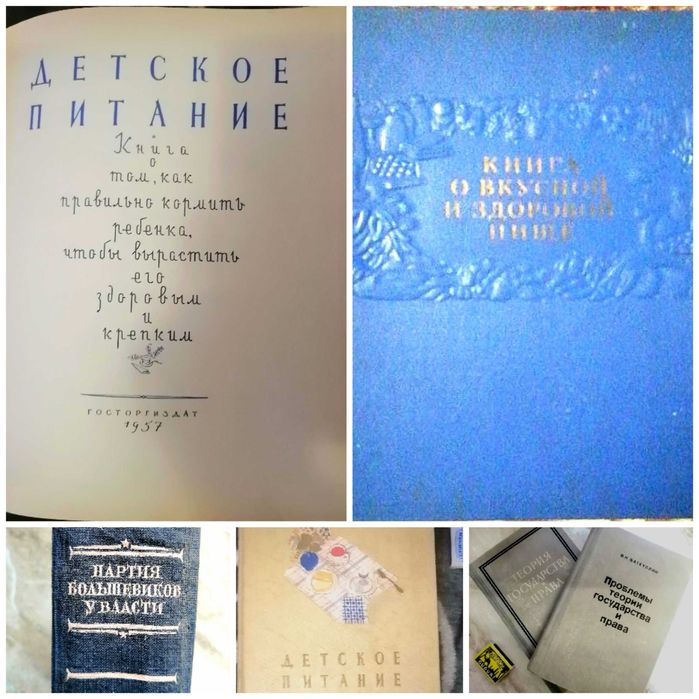 ДЕТСКОЕ
ПИТАНИЕ
Книга
о
том, как
правильно кормить
ребенка,
чтобы вырастить
его
здоровым
и
крепким
ГОСТОРГИЗДАТ
1957
КНИГА
О ВКУСНОЙ
И ЗДОРОВОЙ
ПИЩЕ
ПАРТИЯ
БОЛЬШЕВИКОВ
У ВЛАСТИ
ДЕТСКОЕ
ПИТАНИЕ
ТЕОРИЯ
ГОСУДАРСТВА
И ПРАВА
Проблемы
теории
государства
и
права